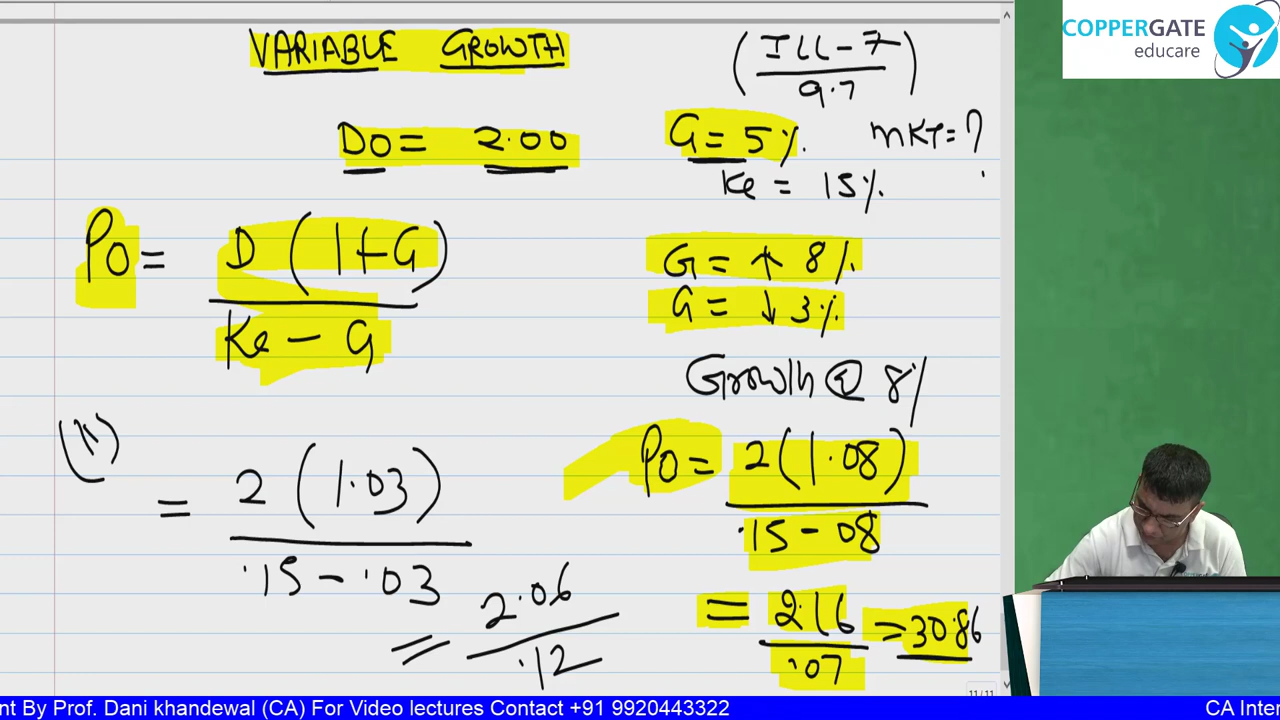 VARIABLE GROWTH
(ILL-7 / 9.7)
COPPERGATE
educare
D0 = 2.00
G = 5%
MKT = ?
Ke = 15%
P0 = D (1+G) / Ke - G
G = ↑ 8%
G = ↓ 3%
Growth @ 8%
P0 = 2(1.08) / .15 - 08
= 2.16 / .07 = 30.86
= 2 (1.03) / .15 - .03
= 2.06 / .12
11/11
nt By Prof. Dani khandewal (CA) For Video lectures Contact +91 9920443322
CA Inter